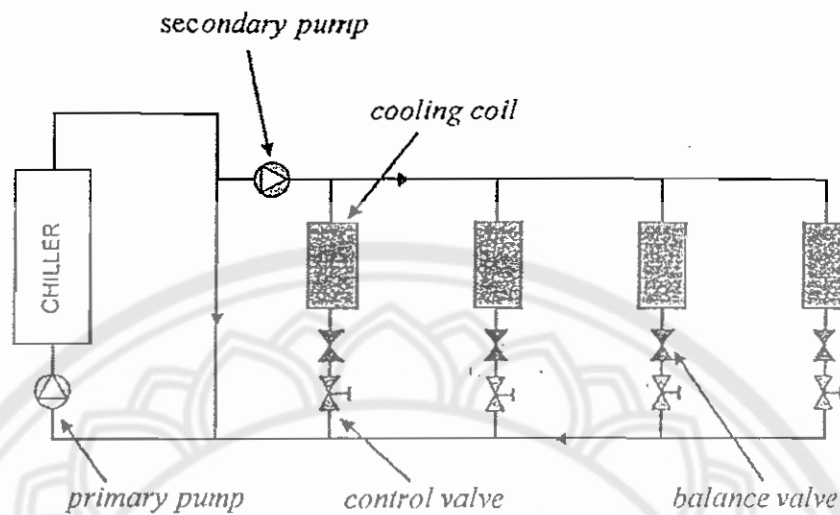 secondary pump
cooling coil
CHILLER
primary pump
control valve
balance valve